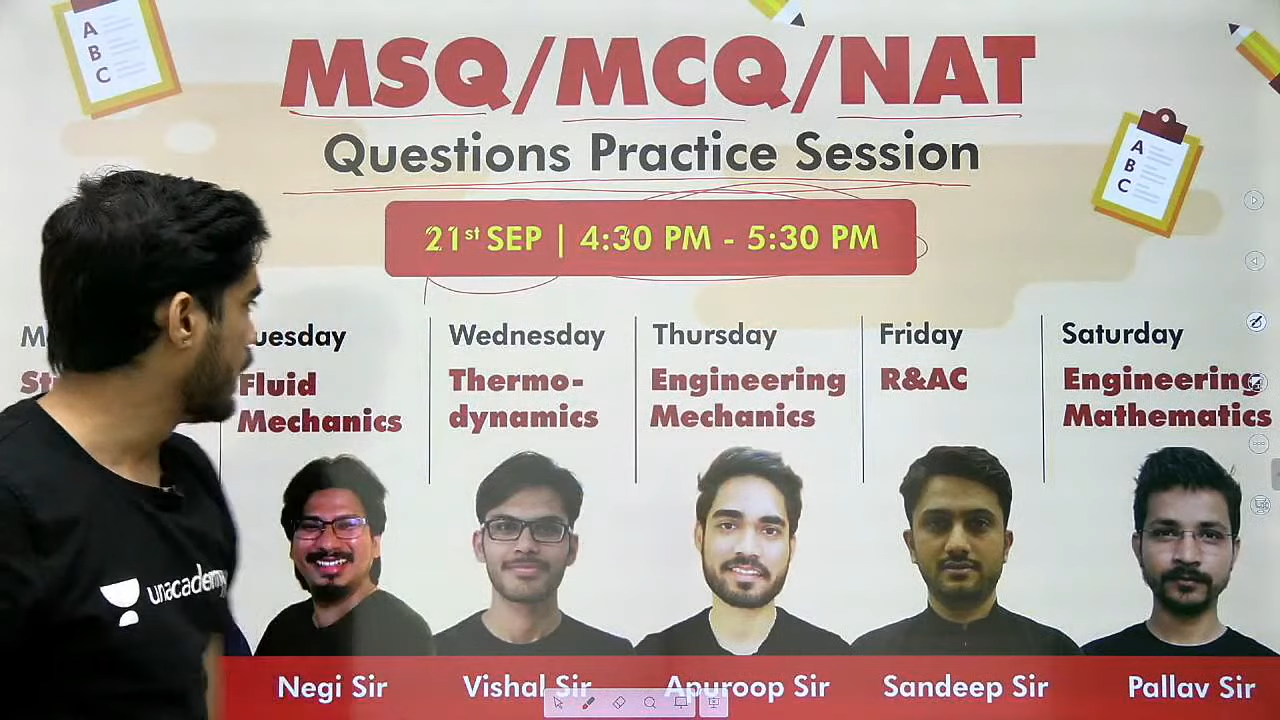 A
B
C
MSQ/MCQ/NAT
Questions Practice Session
21st SEP | 4:30 PM - 5:30 PM
A
B
C
Wednesday
Thursday
Friday
Saturday
Fluid
Mechanics
Thermo-
dynamics
Engineering
Mechanics
R&AC
Engineering
Mathematics
unacademy
Negi Sir
Vishal Sir
Apuroop Sir
Sandeep Sir
Pallav Sir